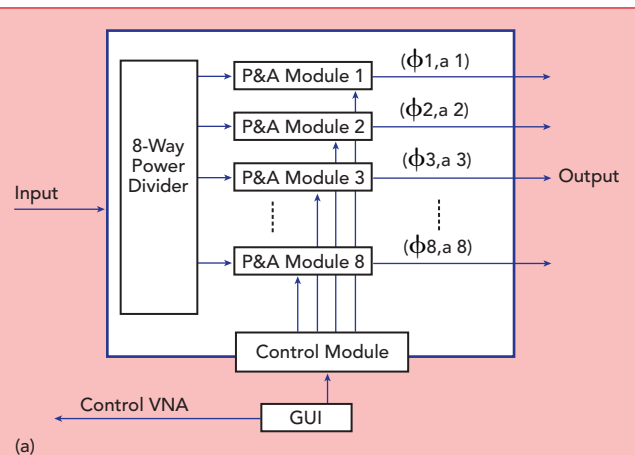 P&A Module 1
(ϕ1,a 1)
P&A Module 2
(ϕ2,a 2)
8-Way
Power
Divider
P&A Module 3
(ϕ3,a 3)
Input
Output
P&A Module 8
(ϕ8,a 8)
Control Module
Control VNA
GUI
(a)